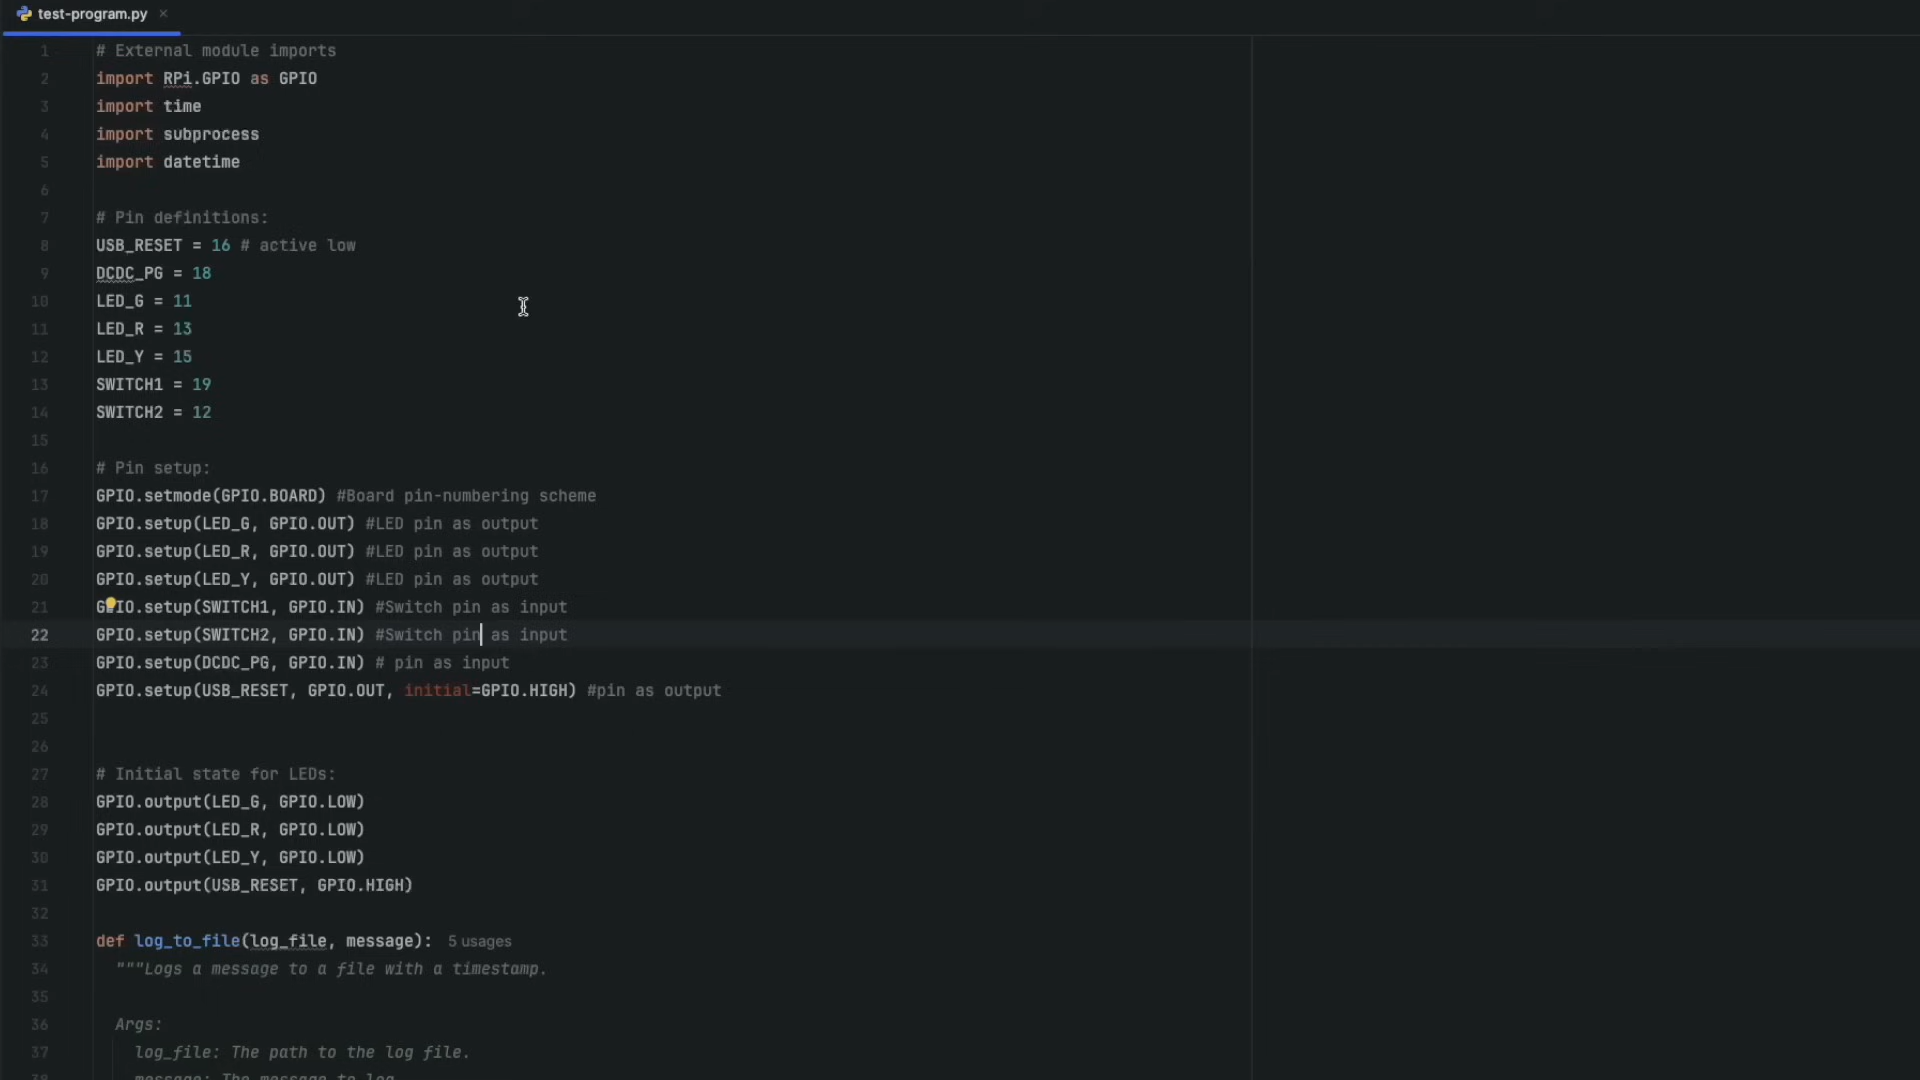 test-program.py
1 # External module imports
2 import RPi.GPIO as GPIO
3 import time
4 import subprocess
5 import datetime
6
7 # Pin definitions:
8 USB_RESET = 16 # active low
9 DCDC_PG = 18
10 LED_G = 11
11 LED_R = 13
12 LED_Y = 15
13 SWITCH1 = 19
14 SWITCH2 = 12
15
16 # Pin setup:
17 GPIO.setmode(GPIO.BOARD) #Board pin-numbering scheme
18 GPIO.setup(LED_G, GPIO.OUT) #LED pin as output
19 GPIO.setup(LED_R, GPIO.OUT) #LED pin as output
20 GPIO.setup(LED_Y, GPIO.OUT) #LED pin as output
21 GPIO.setup(SWITCH1, GPIO.IN) #Switch pin as input
22 GPIO.setup(SWITCH2, GPIO.IN) #Switch pin as input
23 GPIO.setup(DCDC_PG, GPIO.IN) # pin as input
24 GPIO.setup(USB_RESET, GPIO.OUT, initial=GPIO.HIGH) #pin as output
25
26
27 # Initial state for LEDs:
28 GPIO.output(LED_G, GPIO.LOW)
29 GPIO.output(LED_R, GPIO.LOW)
30 GPIO.output(LED_Y, GPIO.LOW)
31 GPIO.output(USB_RESET, GPIO.HIGH)
32
33 def log_to_file(log_file, message): 5 usages
34 """Logs a message to a file with a timestamp.
35
36 Args:
37 log_file: The path to the log file.
38 message: The message to log